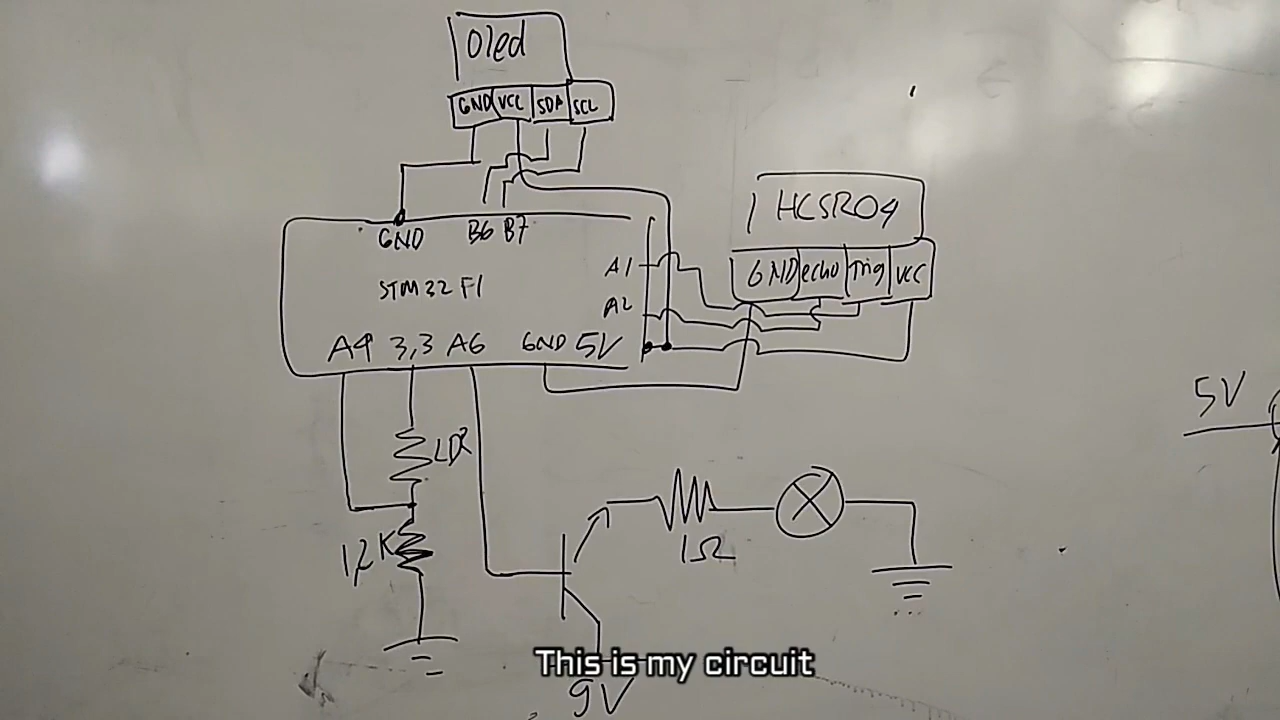 Oled
GND VCC SDA SCL
HCSR04
GND echo Trig VCC
GND B6 B7
A1
STM32 F1
A2
A4 3,3 A6 GND 5V
5V
LDR
1Ω
This is my circuit
9V